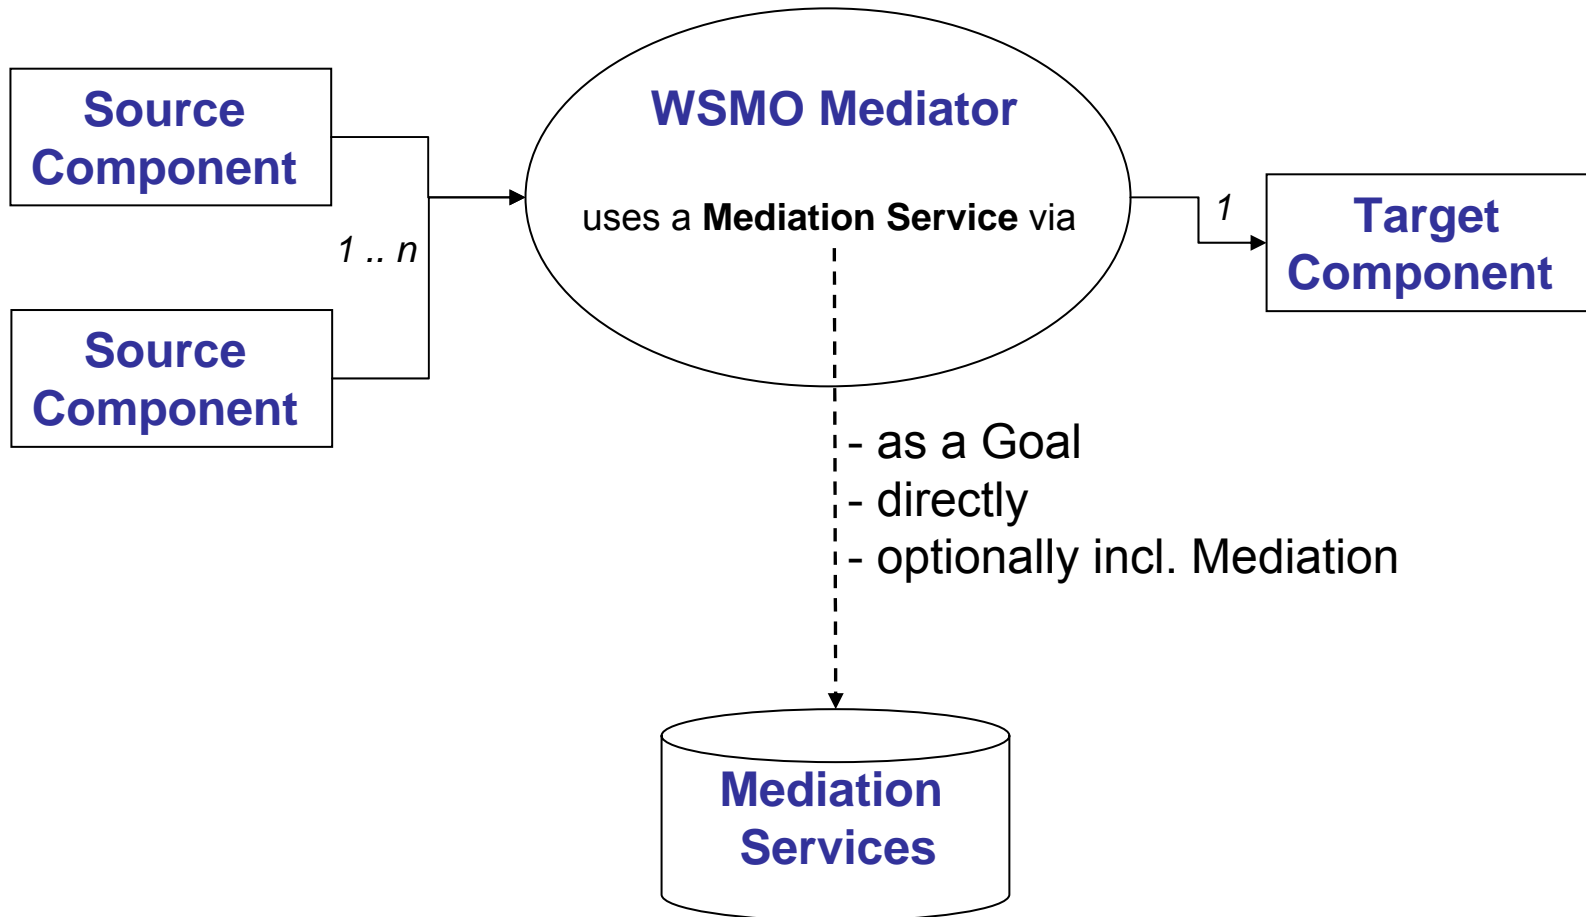 Source
Component
1 .. n
Source
Component
WSMO Mediator
uses a Mediation Service via
1
Target
Component
- as a Goal
- directly
- optionally incl. Mediation
Mediation
Services